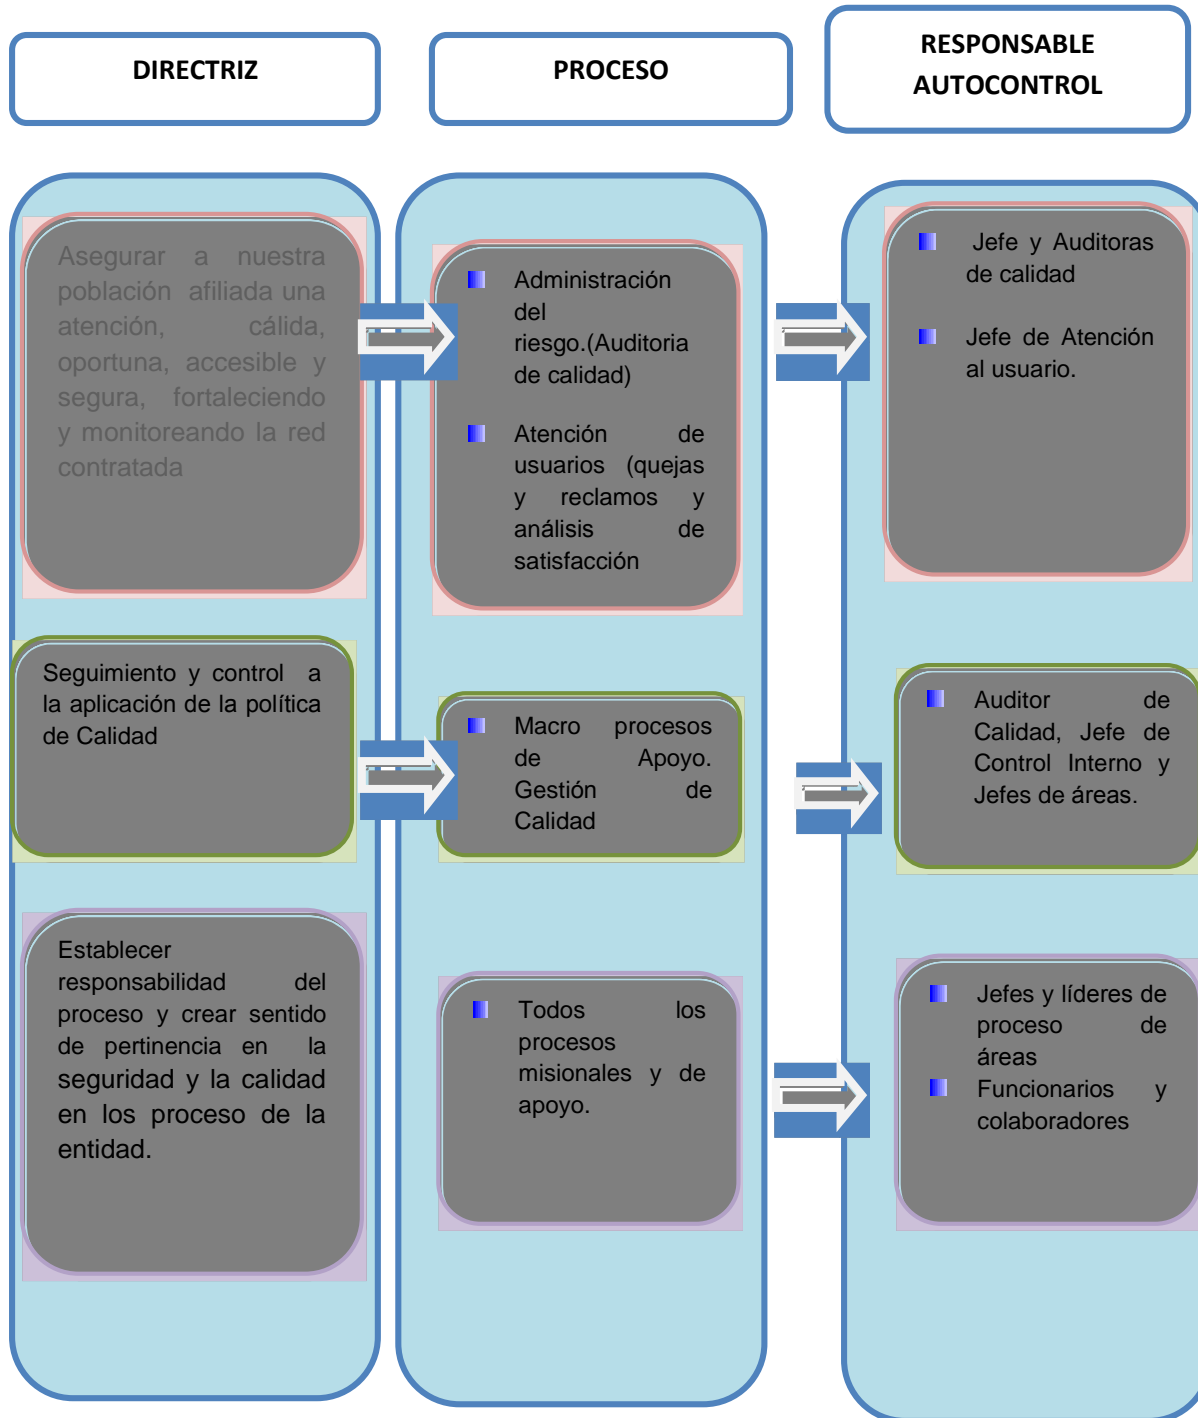 DIRECTRIZ
PROCESO
RESPONSABLE
AUTOCONTROL
Asegurar a nuestra
población afiliada una
atención, cálida,
oportuna, accesible y
segura, fortaleciendo
y monitoreando la red
contratada
Administración
del
riesgo.(Auditoria
de calidad)
Atención de
usuarios (quejas
y reclamos y
análisis de
satisfacción
Jefe y Auditoras
de calidad
Jefe de Atención
al usuario.
Seguimiento y control a
la aplicación de la política
de Calidad
Macro procesos
de Apoyo.
Gestión de
Calidad
Auditor de
Calidad, Jefe de
Control Interno y
Jefes de áreas.
Establecer
responsabilidad del
proceso y crear sentido
de pertinencia en la
seguridad y la calidad
en los proceso de la
entidad.
Todos los
procesos
misionales y de
apoyo.
Jefes y líderes de
proceso de
áreas
Funcionarios y
colaboradores